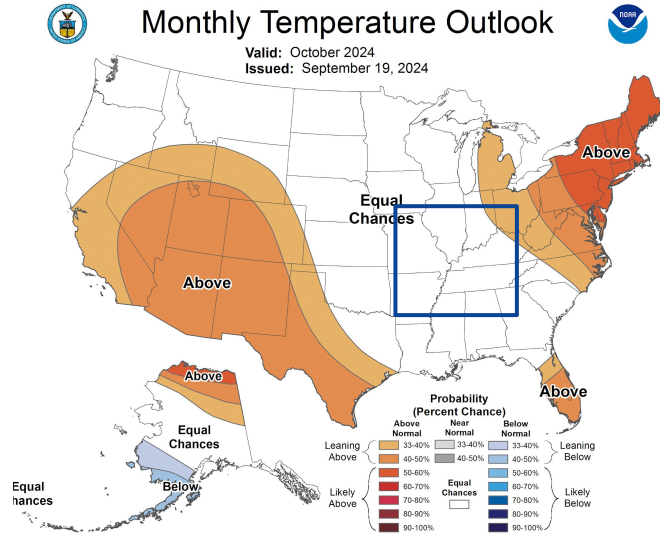 Monthly Temperature Outlook
NOAA
Valid: October 2024
Issued: September 19, 2024
Above
Equal
Chances
Above
Above
Above
Equal
Chances
Below
Equal
hances
Probability
(Percent Chance)
Above
Normal
Near
Normal
Below
Normal
Leaning
Above
33-40%
33-40%
33-40%
Leaning
Below
40-50%
40-50%
40-50%
Likely
Above
50-60%
50-60%
60-70%
60-70%
70-80%
70-80%
80-90%
80-90%
90-100%
90-100%
Equal
Chances
Likely
Below